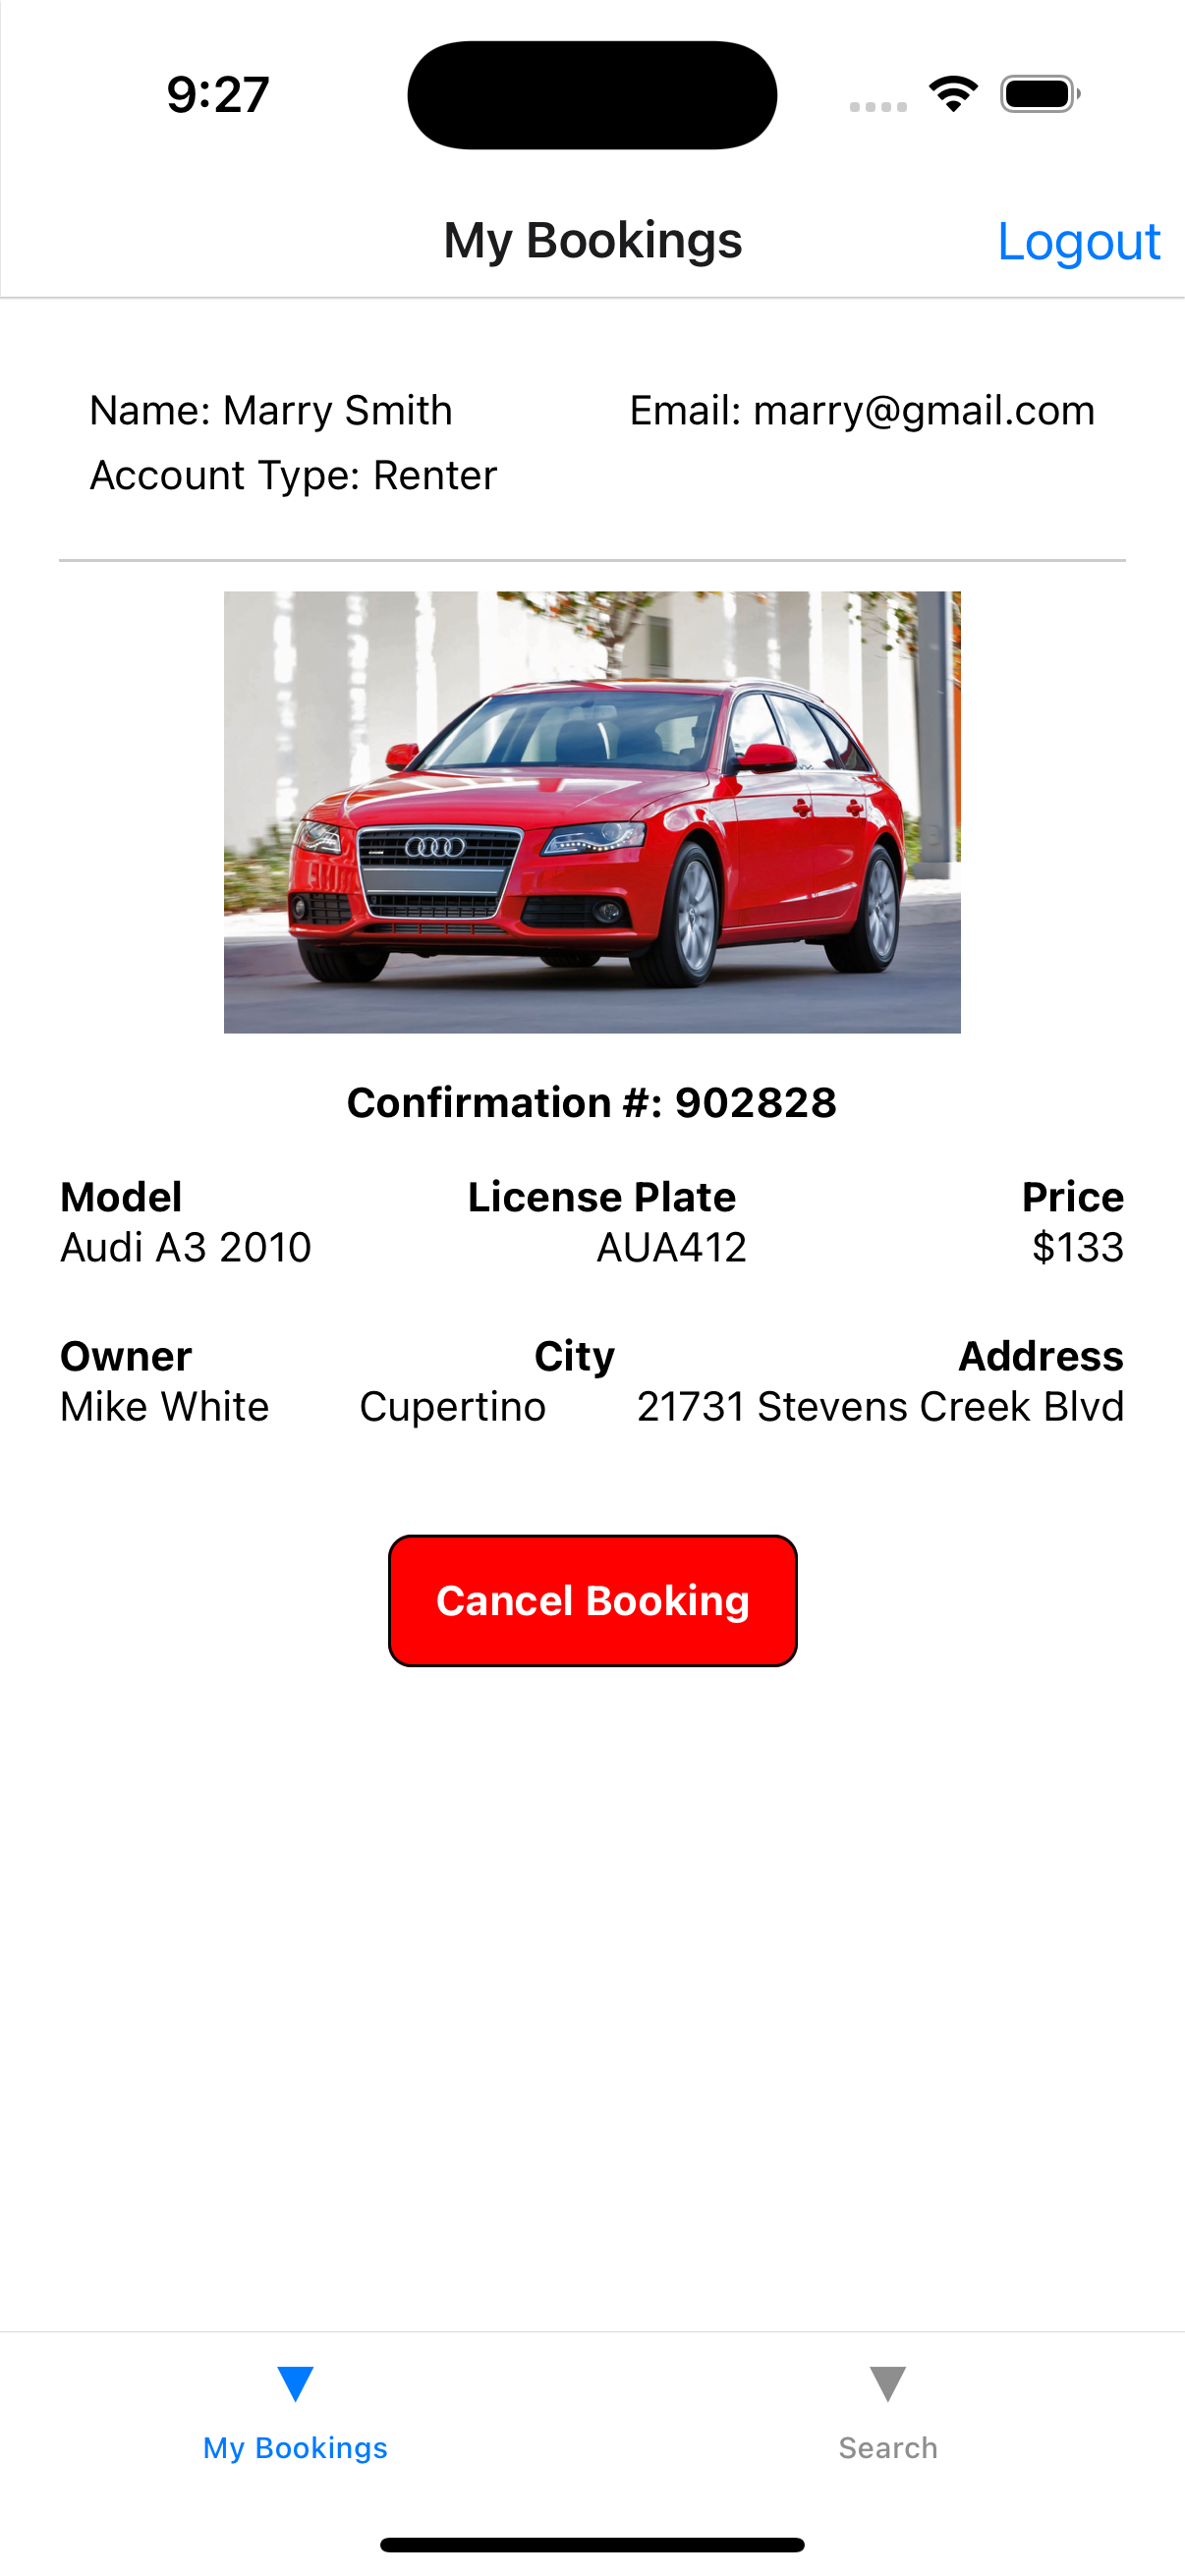 9:27
My Bookings Logout
Name: Marry Smith Email: marry@gmail.com
Account Type: Renter
Confirmation #: 902828
Model License Plate Price
Audi A3 2010 AUA412 $133
Owner City Address
Mike White Cupertino 21731 Stevens Creek Blvd
Cancel Booking
My Bookings Search